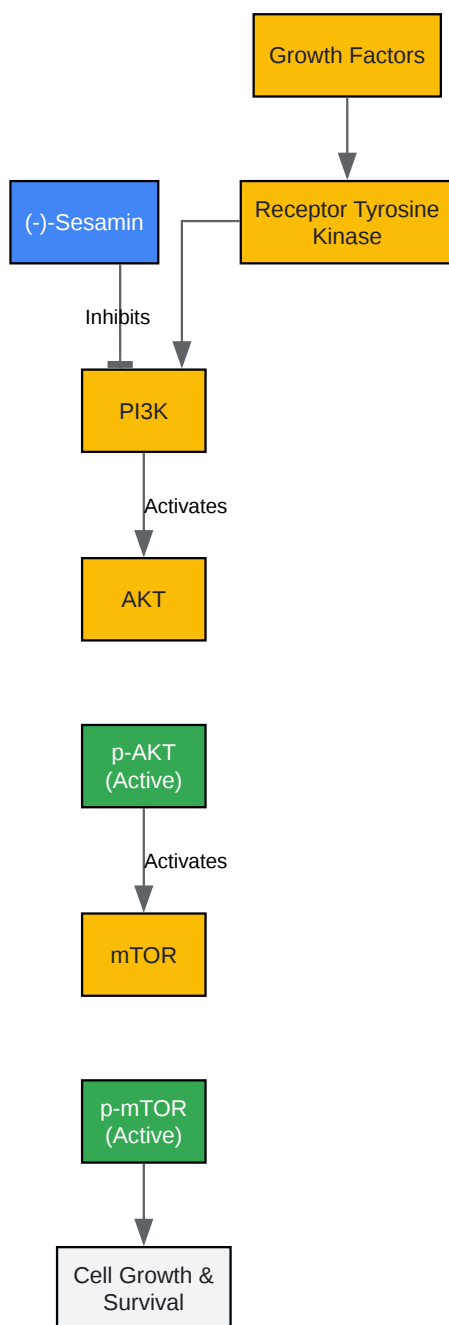 Growth Factors
(-)-Sesamin
Receptor Tyrosine
Kinase
Inhibits
PI3K
Activates
AKT
p-AKT
(Active)
Activates
mTOR
p-mTOR
(Active)
Cell Growth &
Survival